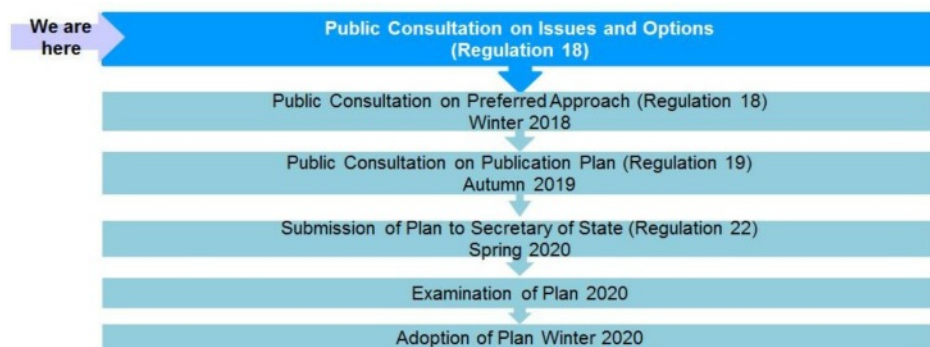 We are
here
Public Consultation on Issues and Options
(Regulation 18)
Public Consultation on Preferred Approach (Regulation 18)
Winter 2018
Public Consultation on Publication Plan (Regulation 19)
Autumn 2019
Submission of Plan to Secretary of State (Regulation 22)
Spring 2020
Examination of Plan 2020
Adoption of Plan Winter 2020